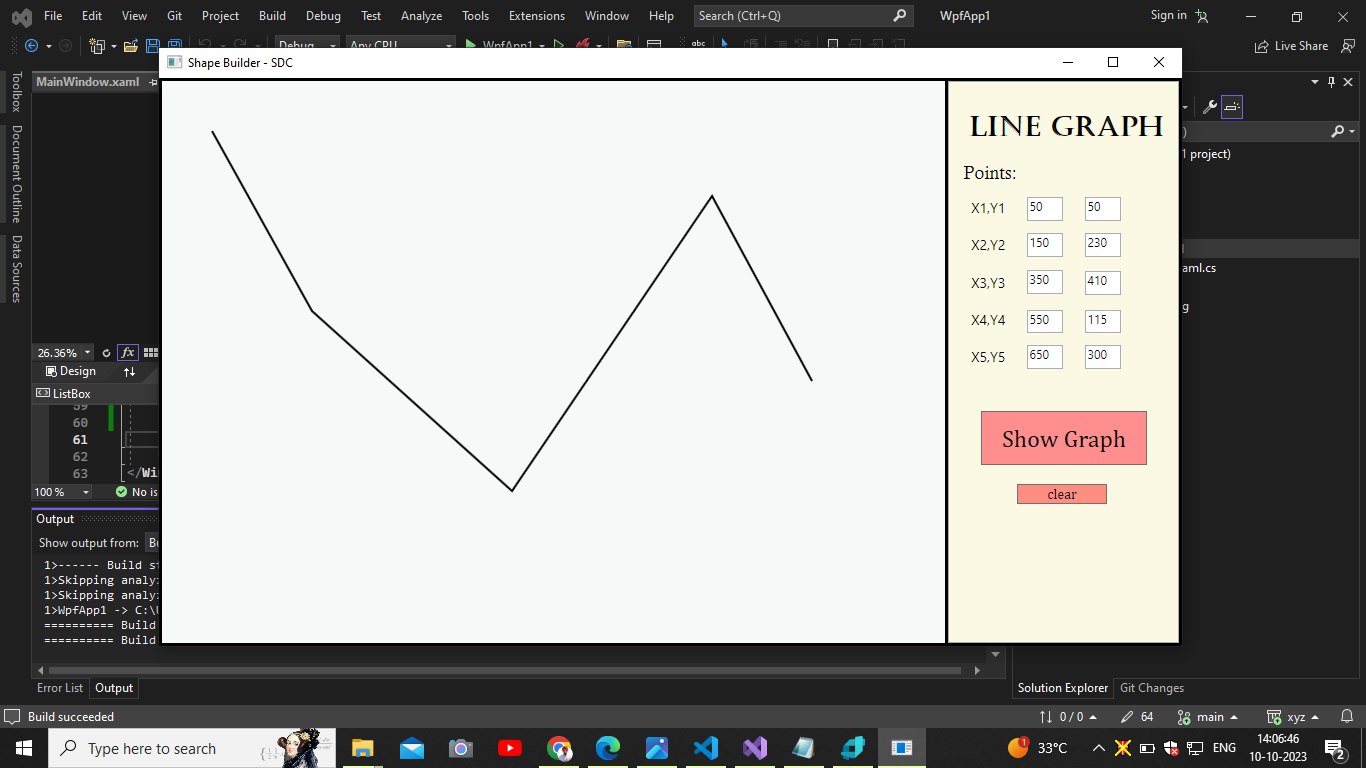 File Edit View Git Project Build Debug Test Analyze Tools Extensions Window Help Search (Ctrl+Q) WpfApp1 Sign in
Debug Any CPU WpfApp1 Live Share
Shape Builder - SDC
MainWindow.xaml
Toolbox
Document Outline
Data Sources
LINE GRAPH
Points:
X1,Y1 50 50
X2,Y2 150 230
X3,Y3 350 410
X4,Y4 550 115
X5,Y5 650 300
Show Graph
clear
1 project)
aml.cs
26.36% fx
Design
ListBox
59
60
61
62
63 </Wi
100 % No is
Output
Show output from: B
1>------ Build s
1>Skipping analy
1>Skipping analy
1>WpfApp1 -> C:\
========== Build
========== Build
Error List Output
Solution Explorer Git Changes
Build succeeded 0 / 0 64 main xyz
Type here to search 1 33°C ENG 14:06:46
10-10-2023 2